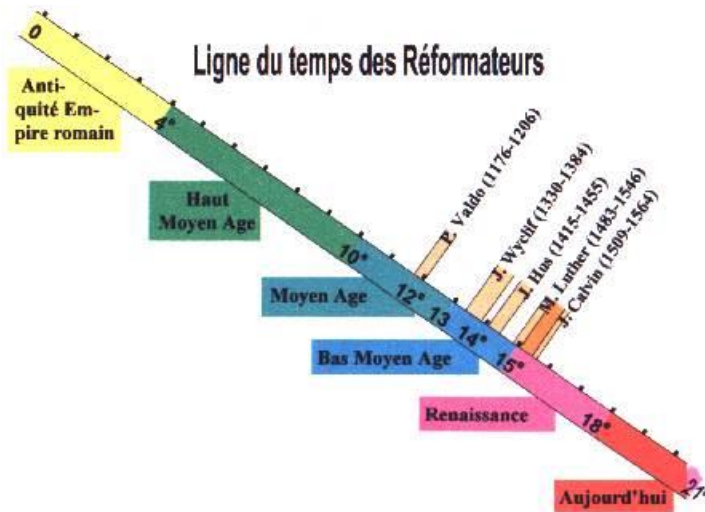 Ligne du temps des Réformateurs
0
Anti-
quité Em-
pire romain
4°
Haut
Moyen Age
10°
Moyen Age
12°
13
14°
Bas Moyen Age
15°
Renaissance
18°
Aujourd'hui
21°
P. Valdo (1176-1206)
J. Wyclif (1330-1384)
J. Hus (1415-1455)
M. Luther (1483-1546)
J. Calvin (1509-1564)